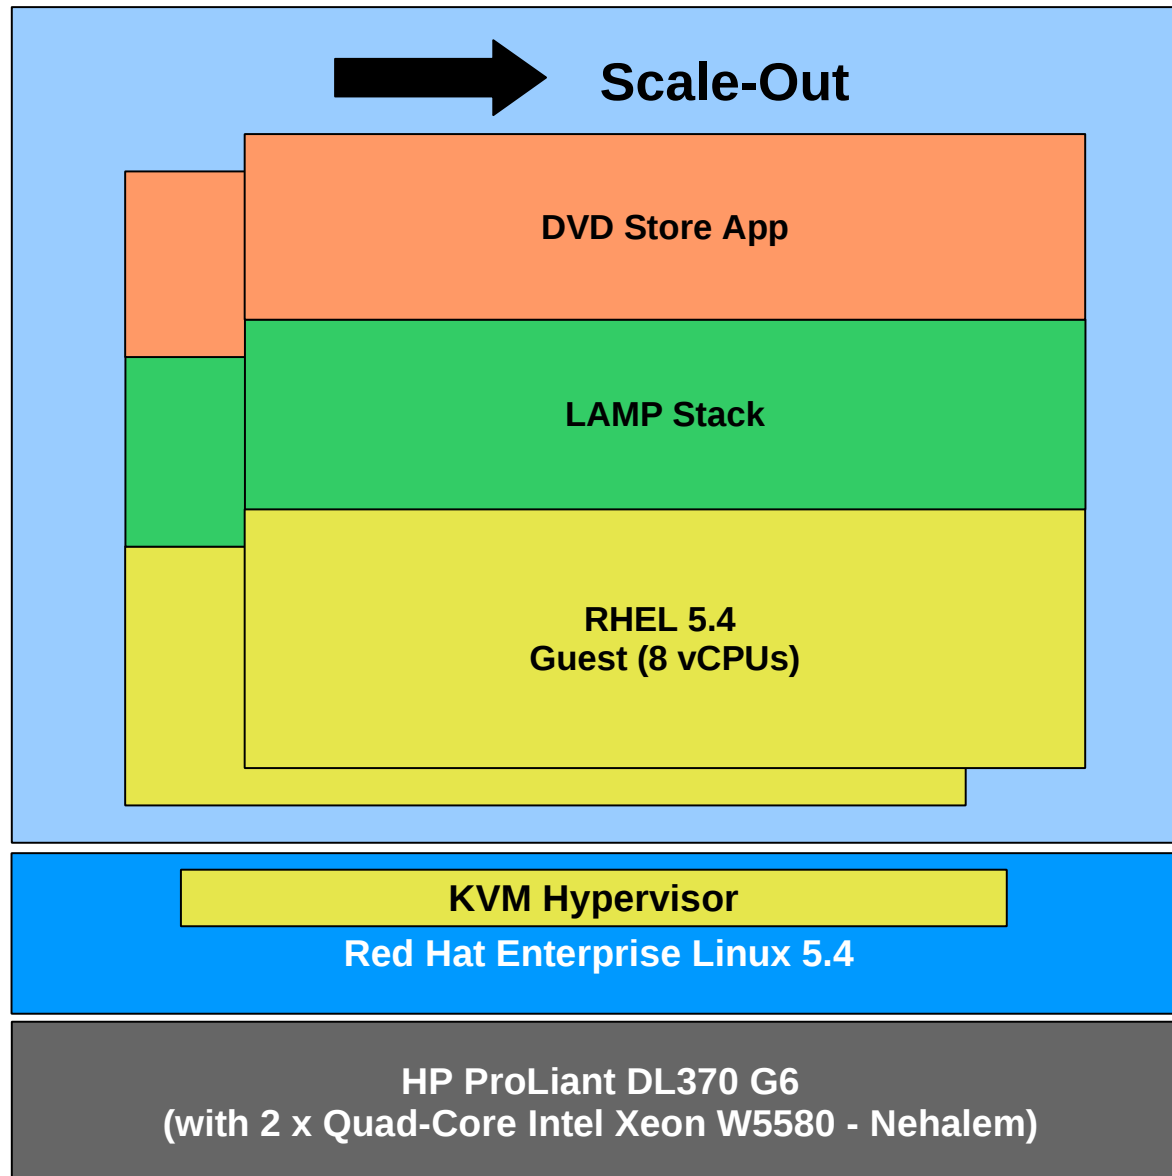 Scale-Out
DVD Store App
LAMP Stack
RHEL 5.4
Guest (8 vCPUs)
KVM Hypervisor
Red Hat Enterprise Linux 5.4
HP ProLiant DL370 G6
(with 2 x Quad-Core Intel Xeon W5580 - Nehalem)